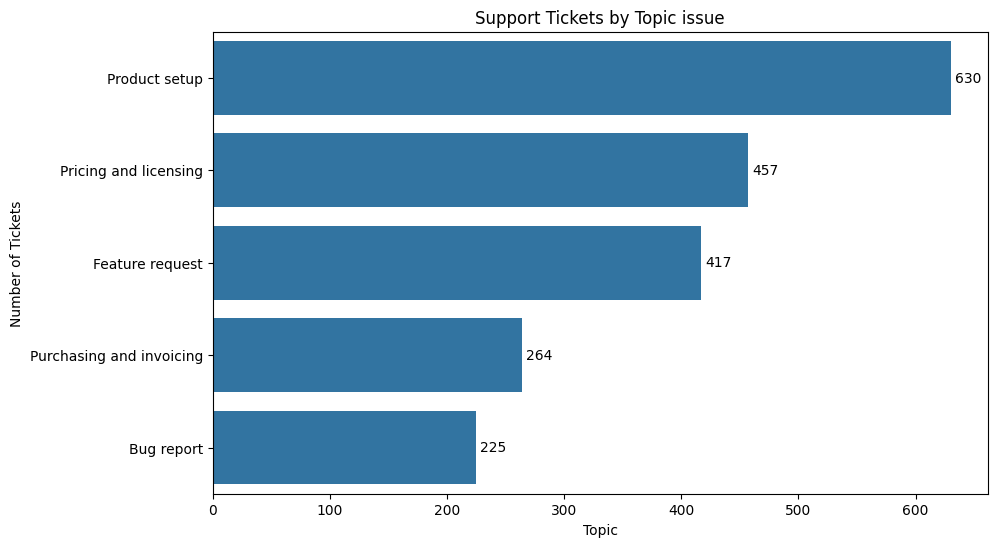 Support Tickets by Topic issue
Number of Tickets
Product setup
630
Pricing and licensing
457
Feature request
417
Purchasing and invoicing
264
Bug report
225
0 100 200 300 400 500 600
Topic